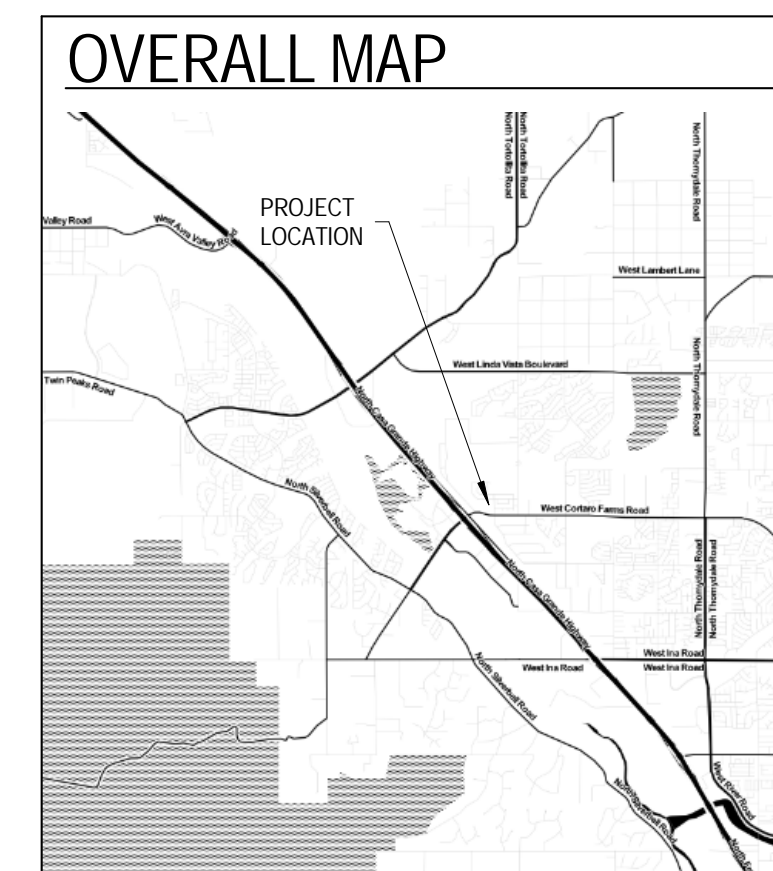 OVERALL MAP
North Tortolita Road
North Tortolita Road
North Thornydale Road
PROJECT
LOCATION
Valley Road
West Avra Valley Road
West Lambert Lane
West Linda Vista Boulevard
North Thornydale Road
Twin Peaks Road
North Casa Grande Highway
North Silverbell Road
West Cortaro Farms Road
North Thornydale Road
North Thornydale Road
North Casa Grande Highway
West Ina Road
West Ina Road
West Ina Road
North Silverbell Road
West River Road
North Silverbell Road